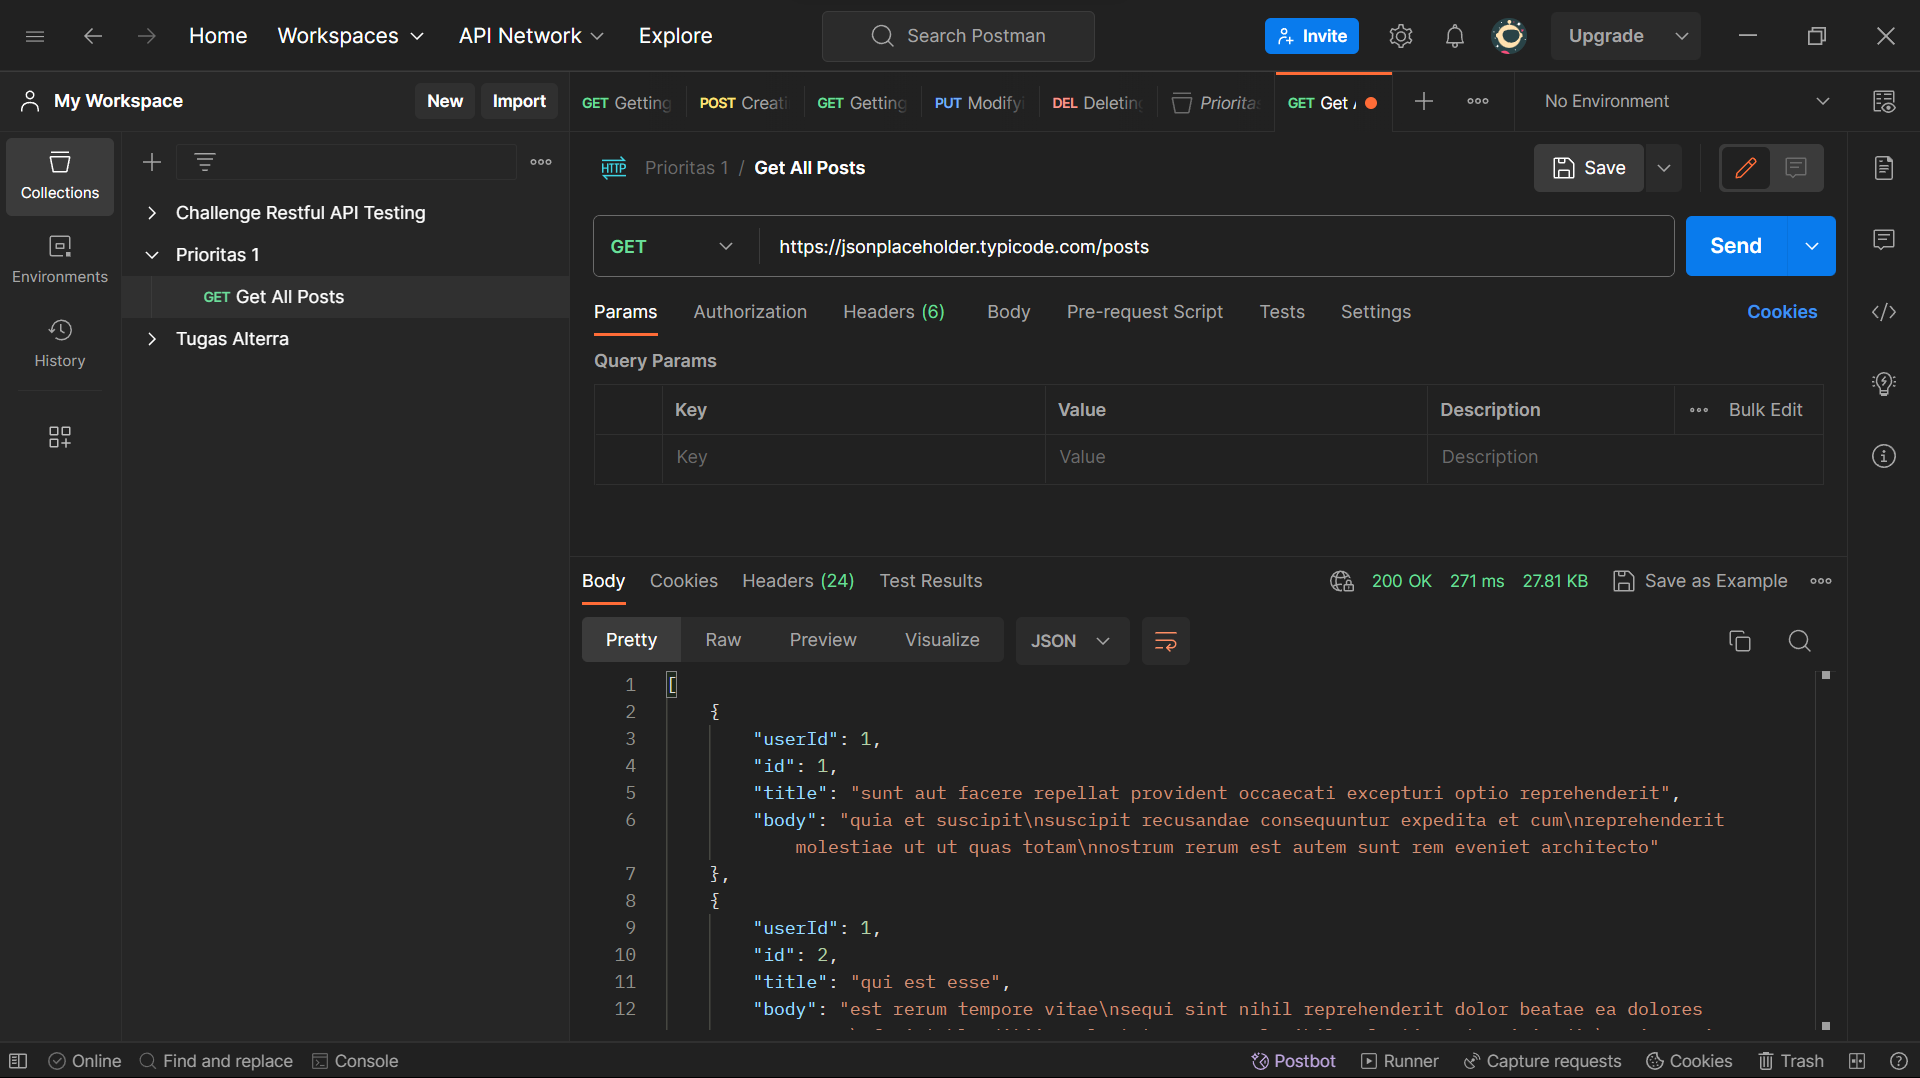 Home Workspaces API Network Explore Search Postman Invite Upgrade
My Workspace New Import GET Getting POST Creati GET Getting PUT Modifyi DEL Deleting Prioritas GET Get No Environment
Collections
Environments
History
Challenge Restful API Testing
Prioritas 1
GET Get All Posts
Tugas Alterra
HTTP Prioritas 1 / Get All Posts Save
GET https://jsonplaceholder.typicode.com/posts Send
Params Authorization Headers (6) Body Pre-request Script Tests Settings Cookies
Query Params
Key Value Description Bulk Edit
Key Value Description
Body Cookies Headers (24) Test Results 200 OK 271 ms 27.81 KB Save as Example
Pretty Raw Preview Visualize JSON
1 [
2 {
3 "userId": 1,
4 "id": 1,
5 "title": "sunt aut facere repellat provident occaecati excepturi optio reprehenderit",
6 "body": "quia et suscipit\nsuscipit recusandae consequuntur expedita et cum\nreprehenderit
molestiae ut ut quas totam\nnostrum rerum est autem sunt rem eveniet architecto"
7 },
8 {
9 "userId": 1,
10 "id": 2,
11 "title": "qui est esse",
12 "body": "est rerum tempore vitae\nsequi sint nihil reprehenderit dolor beatae ea dolores
Online Find and replace Console Postbot Runner Capture requests Cookies Trash